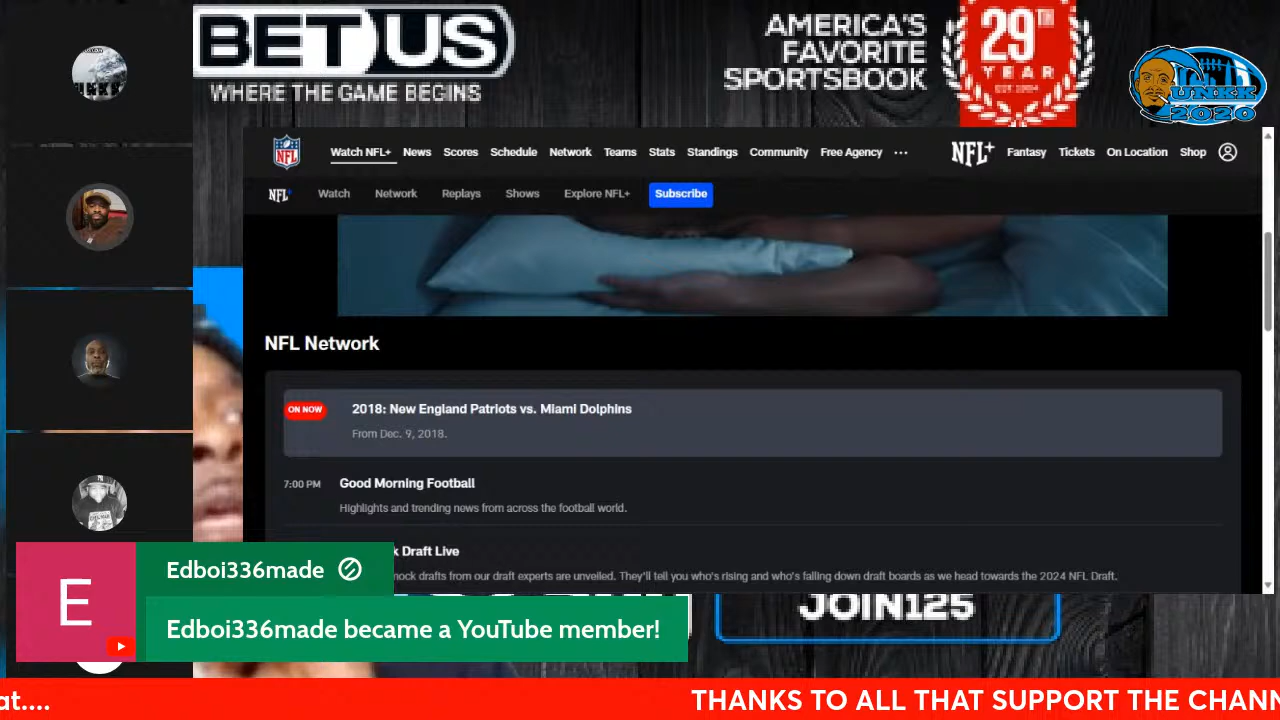 BETUS
WHERE THE GAME BEGINS
AMERICA'S
FAVORITE
SPORTSBOOK
29TH
YEAR
UNKK
2020
NFL
Watch NFL+ News Scores Schedule Network Teams Stats Standings Community Free Agency ...
NFL+ Fantasy Tickets On Location Shop
NFL+ Watch Network Replays Shows Explore NFL+ Subscribe
NFL Network
ON NOW 2018: New England Patriots vs. Miami Dolphins
From Dec. 9, 2018.
7:00 PM Good Morning Football
Highlights and trending news from across the football world.
k Draft Live
mock drafts from our draft experts are unveiled. They'll tell you who's rising and who's falling down draft boards as we head towards the 2024 NFL Draft.
JOIN125
E
Edboi336made
Edboi336made became a YouTube member!
at.... THANKS TO ALL THAT SUPPORT THE CHANN